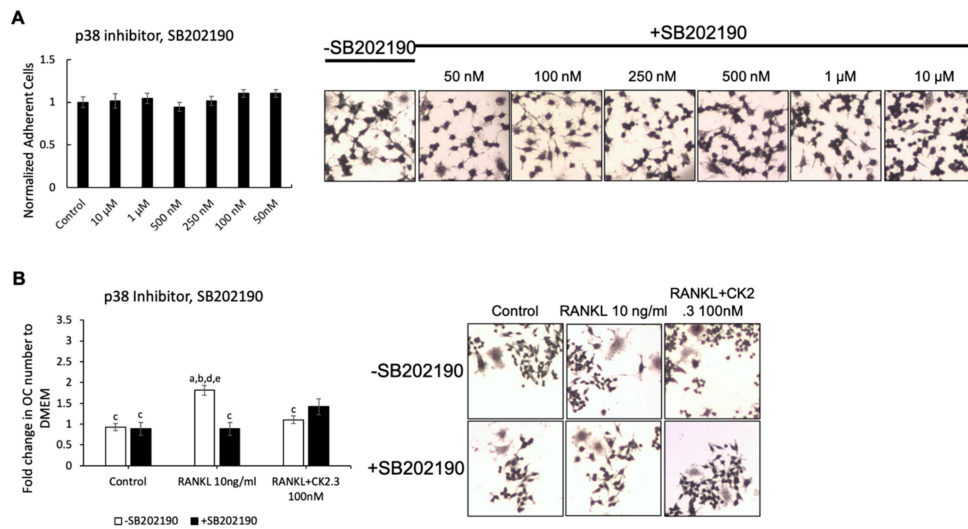 A
p38 inhibitor, SB202190
Normalized Adherent Cells
1.5
1
0.5
0
Control
10 µM
1 µM
500 nM
250 nM
100 nM
50nM
-SB202190
+SB202190
50 nM
100 nM
250 nM
500 nM
1 µM
10 µM
B
p38 Inhibitor, SB202190
Fold change in OC number to
DMEM
3.5
3
2.5
2
1.5
1
0.5
0
c
c
a,b,d,e
c
c
Control
RANKL 10ng/ml
RANKL+CK2.3
100nM
-SB202190
+SB202190
Control
RANKL 10 ng/ml
RANKL+CK2
.3 100nM
-SB202190
+SB202190